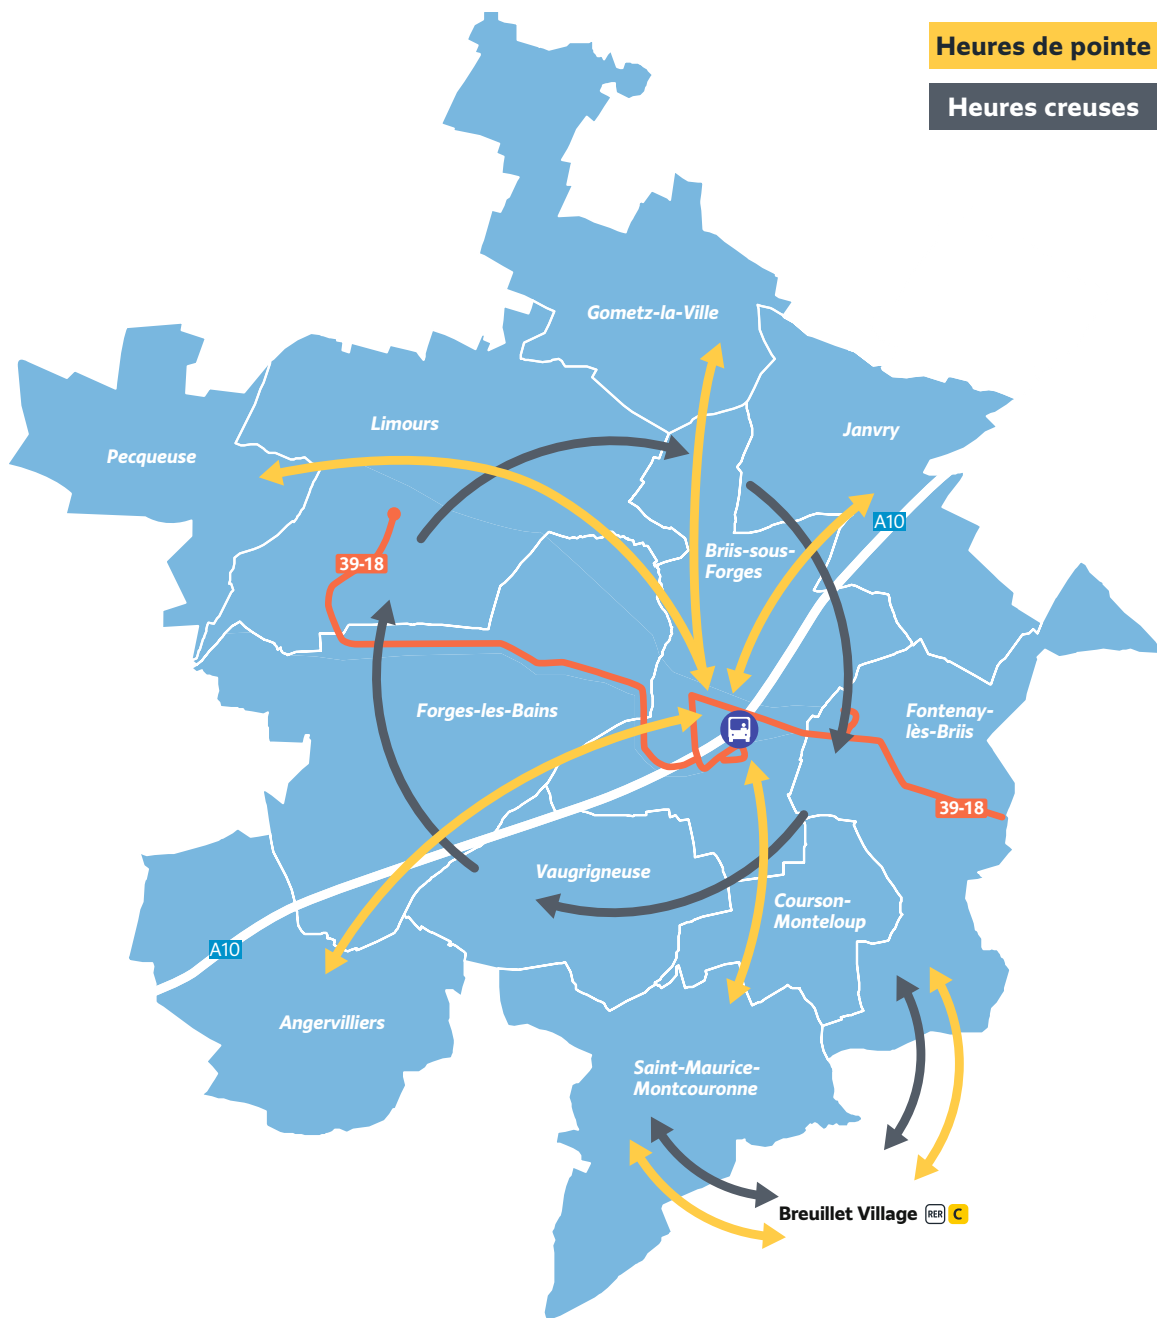 Heures de pointe
Heures creuses
Gometz-la-Ville
Limours
Janvry
Pecqueuse
A10
Briis-sous-
Forges
39-18
Forges-les-Bains
Fontenay-
lès-Briis
39-18
Vaugrigneuse
Courson-
Monteloup
A10
Angervilliers
Saint-Maurice-
Montcouronne
Breuillet Village RER C